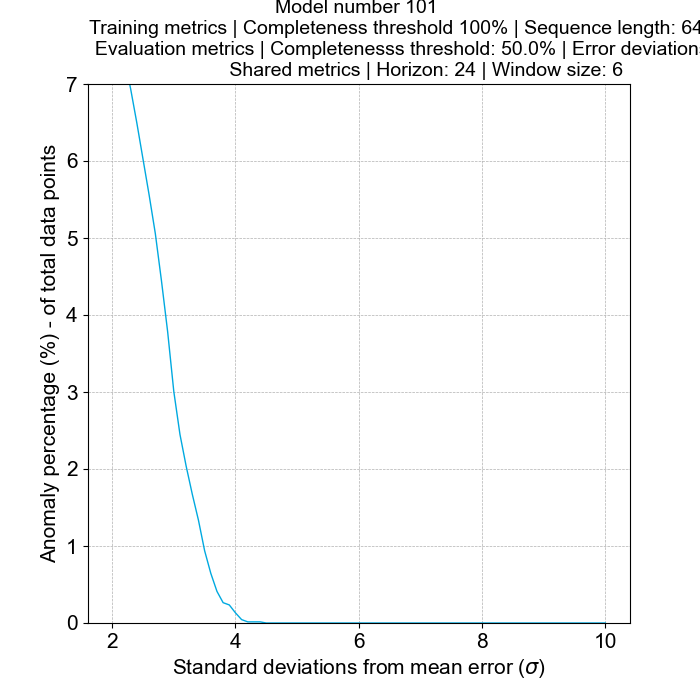 Model number 101
Training metrics | Completeness threshold 100% | Sequence length: 64
Evaluation metrics | Completenesss threshold: 50.0% | Error deviations
Shared metrics | Horizon: 24 | Window size: 6
7
6
5
4
3
2
1
0
2 4 6 8 10
Anomaly percentage (%) - of total data points
Standard deviations from mean error (σ)